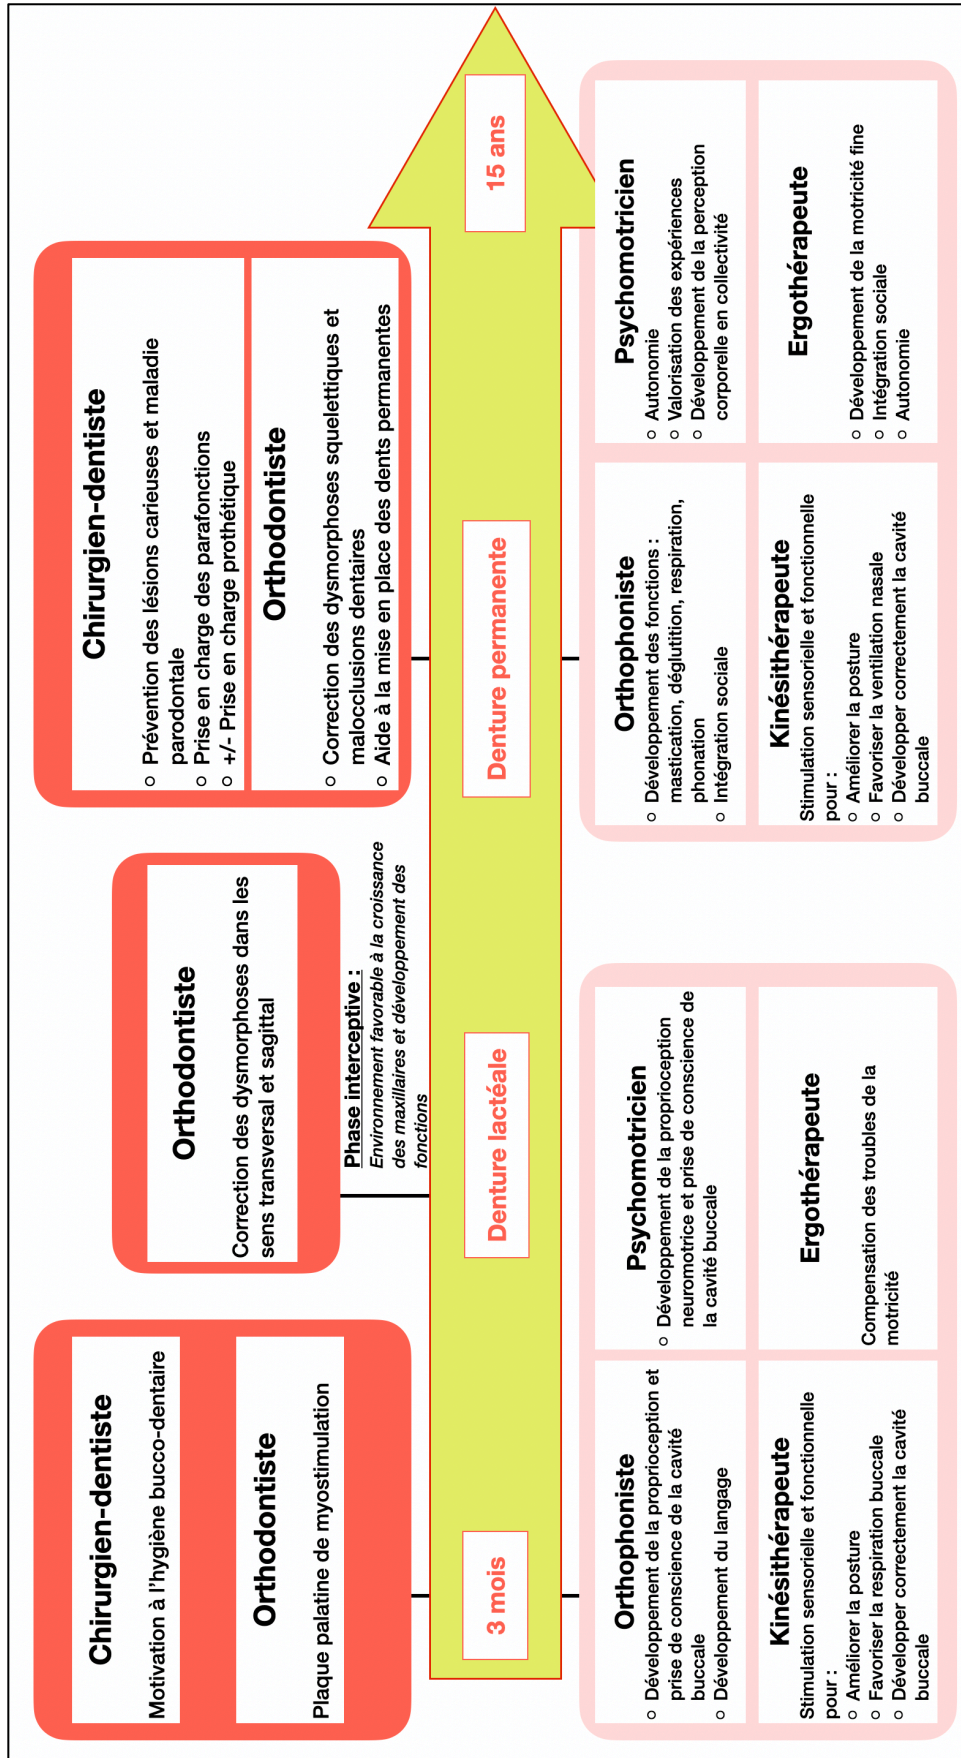 Chirurgien-dentiste
Motivation à l'hygiène bucco-dentaire
Orthodontiste
Plaque palatine de myostimulation
Orthodontiste
Correction des dysmorphoses dans les
sens transversal et sagittal
Phase interceptive :
Environnement favorable à la croissance
des maxillaires et développement des
fonctions
Chirurgien-dentiste
○ Prévention des lésions carieuses et maladie
parodontale
○ Prise en charge des parafonctions
○ +/- Prise en charge prothétique
Orthodontiste
○ Correction des dysmorphoses squelettiques et
malocclusions dentaires
○ Aide à la mise en place des dents permanentes
3 mois
Denture lactéale
Denture permanente
15 ans
Orthophoniste
○ Développement de la proprioception et
prise de conscience de la cavité
buccale
○ Développement du langage
Psychomotricien
○ Développement de la proprioception
neuromotrice et prise de conscience de
la cavité buccale
Kinésithérapeute
Stimulation sensorielle et fonctionnelle
pour :
○ Améliorer la posture
○ Favoriser la respiration buccale
○ Développer correctement la cavité
buccale
Ergothérapeute
Compensation des troubles de la
motricité
Orthophoniste
○ Développement des fonctions :
mastication, déglutition, respiration,
phonation
○ Intégration sociale
Psychomotricien
○ Autonomie
○ Valorisation des expériences
○ Développement de la perception
corporelle en collectivité
Kinésithérapeute
Stimulation sensorielle et fonctionnelle
pour :
○ Améliorer la posture
○ Favoriser la ventilation nasale
○ Développer correctement la cavité
buccale
Ergothérapeute
○ Développement de la motricité fine
○ Intégration sociale
○ Autonomie